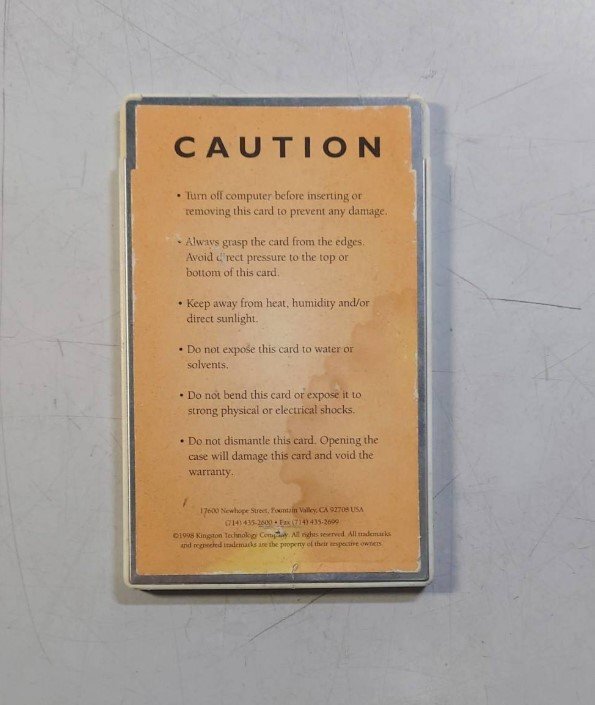 CAUTION
• Turn off computer before inserting or
removing this card to prevent any damage.
• Always grasp the card from the edges.
Avoid direct pressure to the top or
bottom of this card.
• Keep away from heat, humidity and/or
direct sunlight.
• Do not expose this card to water or
solvents.
• Do not bend this card or expose it to
strong physical or electrical shocks.
• Do not dismantle this card. Opening the
case will damage this card and void the
warranty.
17600 Newhope Street, Fountain Valley, CA 92708 USA
(714) 435-2600 • Fax (714) 435-2699
©1998 Kingston Technology Company. All rights reserved. All trademarks
and registered trademarks are the property of their respective owners